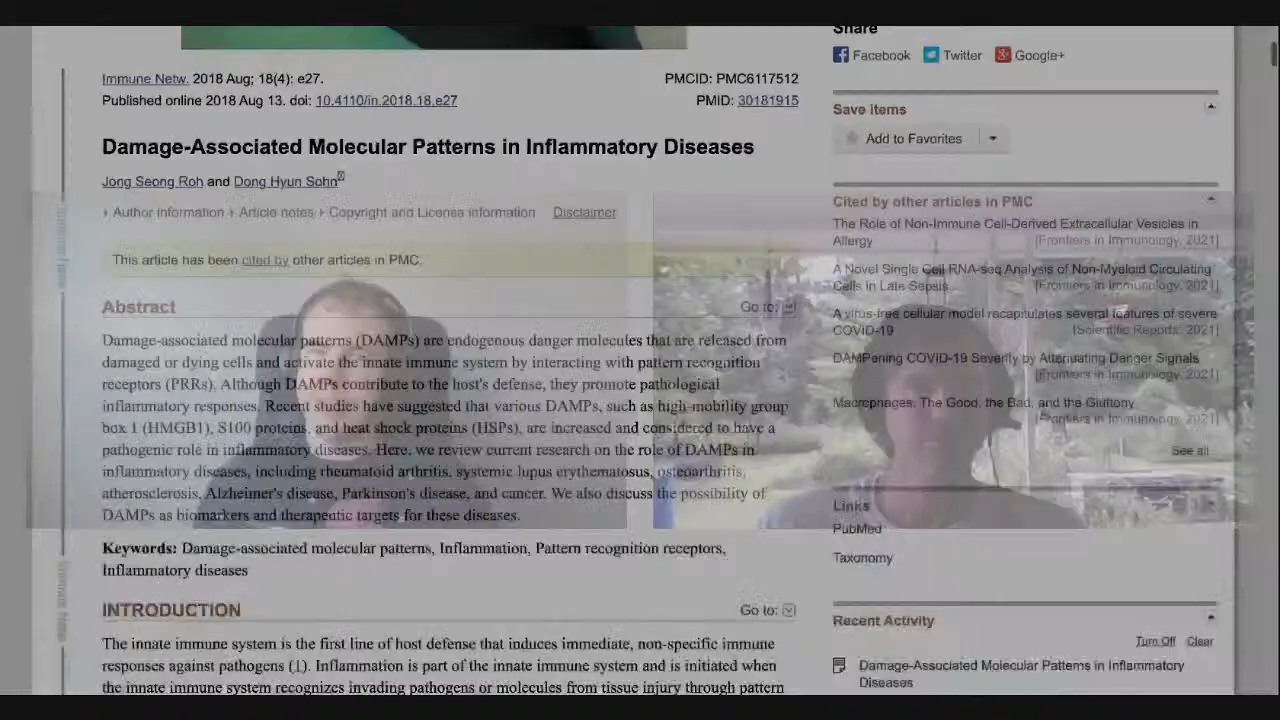 Immune Netw. 2018 Aug; 18(4): e27.
Published online 2018 Aug 13. doi: 10.4110/in.2018.18.e27
PMCID: PMC6117512
PMID: 30181915
Damage-Associated Molecular Patterns in Inflammatory Diseases
Jong Seong Roh and Dong Hyun Sohn
Author information Article notes Copyright and License information Disclaimer
This article has been cited by other articles in PMC.
Abstract
Go to:
Damage-associated molecular patterns (DAMPs) are endogenous danger molecules that are released from
damaged or dying cells and activate the innate immune system by interacting with pattern recognition
receptors (PRRs). Although DAMPs contribute to the host's defense, they promote pathological
inflammatory responses. Recent studies have suggested that various DAMPs, such as high-mobility group
box 1 (HMGB1), S100 proteins, and heat shock proteins (HSPs), are increased and considered to have a
pathogenic role in inflammatory diseases. Here, we review current research on the role of DAMPs in
inflammatory diseases, including rheumatoid arthritis, systemic lupus erythematosus, osteoarthritis,
atherosclerosis, Alzheimer's disease, Parkinson's disease, and cancer. We also discuss the possibility of
DAMPs as biomarkers and therapeutic targets for these diseases.
Keywords: Damage-associated molecular patterns, Inflammation, Pattern recognition receptors,
Inflammatory diseases
INTRODUCTION
Go to:
The innate immune system is the first line of host defense that induces immediate, non-specific immune
responses against pathogens (1). Inflammation is part of the innate immune system and is initiated when
the innate immune system recognizes invading pathogens or molecules from tissue injury through pattern
Share
Facebook Twitter Google+
Save items
Add to Favorites
Cited by other articles in PMC
The Role of Non-Immune Cell-Derived Extracellular Vesicles in
Allergy [Frontiers in Immunology. 2021]
A Novel Single Cell RNA-seq Analysis of Non-Myeloid Circulating
Cells in Late Sepsis [Frontiers in Immunology. 2021]
A virus-free cellular model recapitulates several features of severe
COVID-19 [Scientific Reports. 2021]
DAMPening COVID-19 Severity by Attenuating Danger Signals
[Frontiers in Immunology. 2021]
Macrophages: The Good, the Bad, and the Gluttony
[Frontiers in Immunology. 2021]
See all
Links
PubMed
Taxonomy
Recent Activity
Turn Off Clear
Damage-Associated Molecular Patterns in Inflammatory
Diseases